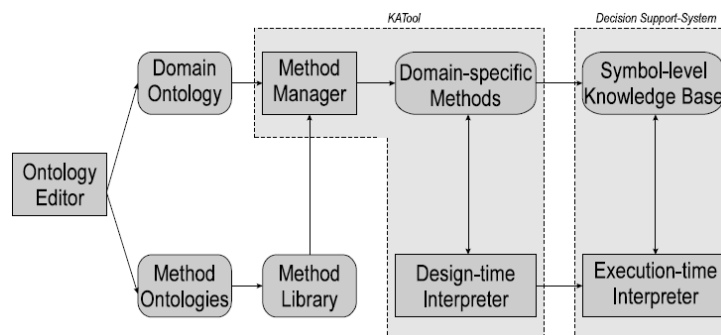 KATool
Decision Support-System
Domain
Ontology
Method
Manager
Domain-specific
Methods
Symbol-level
Knowledge Base
Ontology
Editor
Method
Ontologies
Method
Library
Design-time
Interpreter
Execution-time
Interpreter